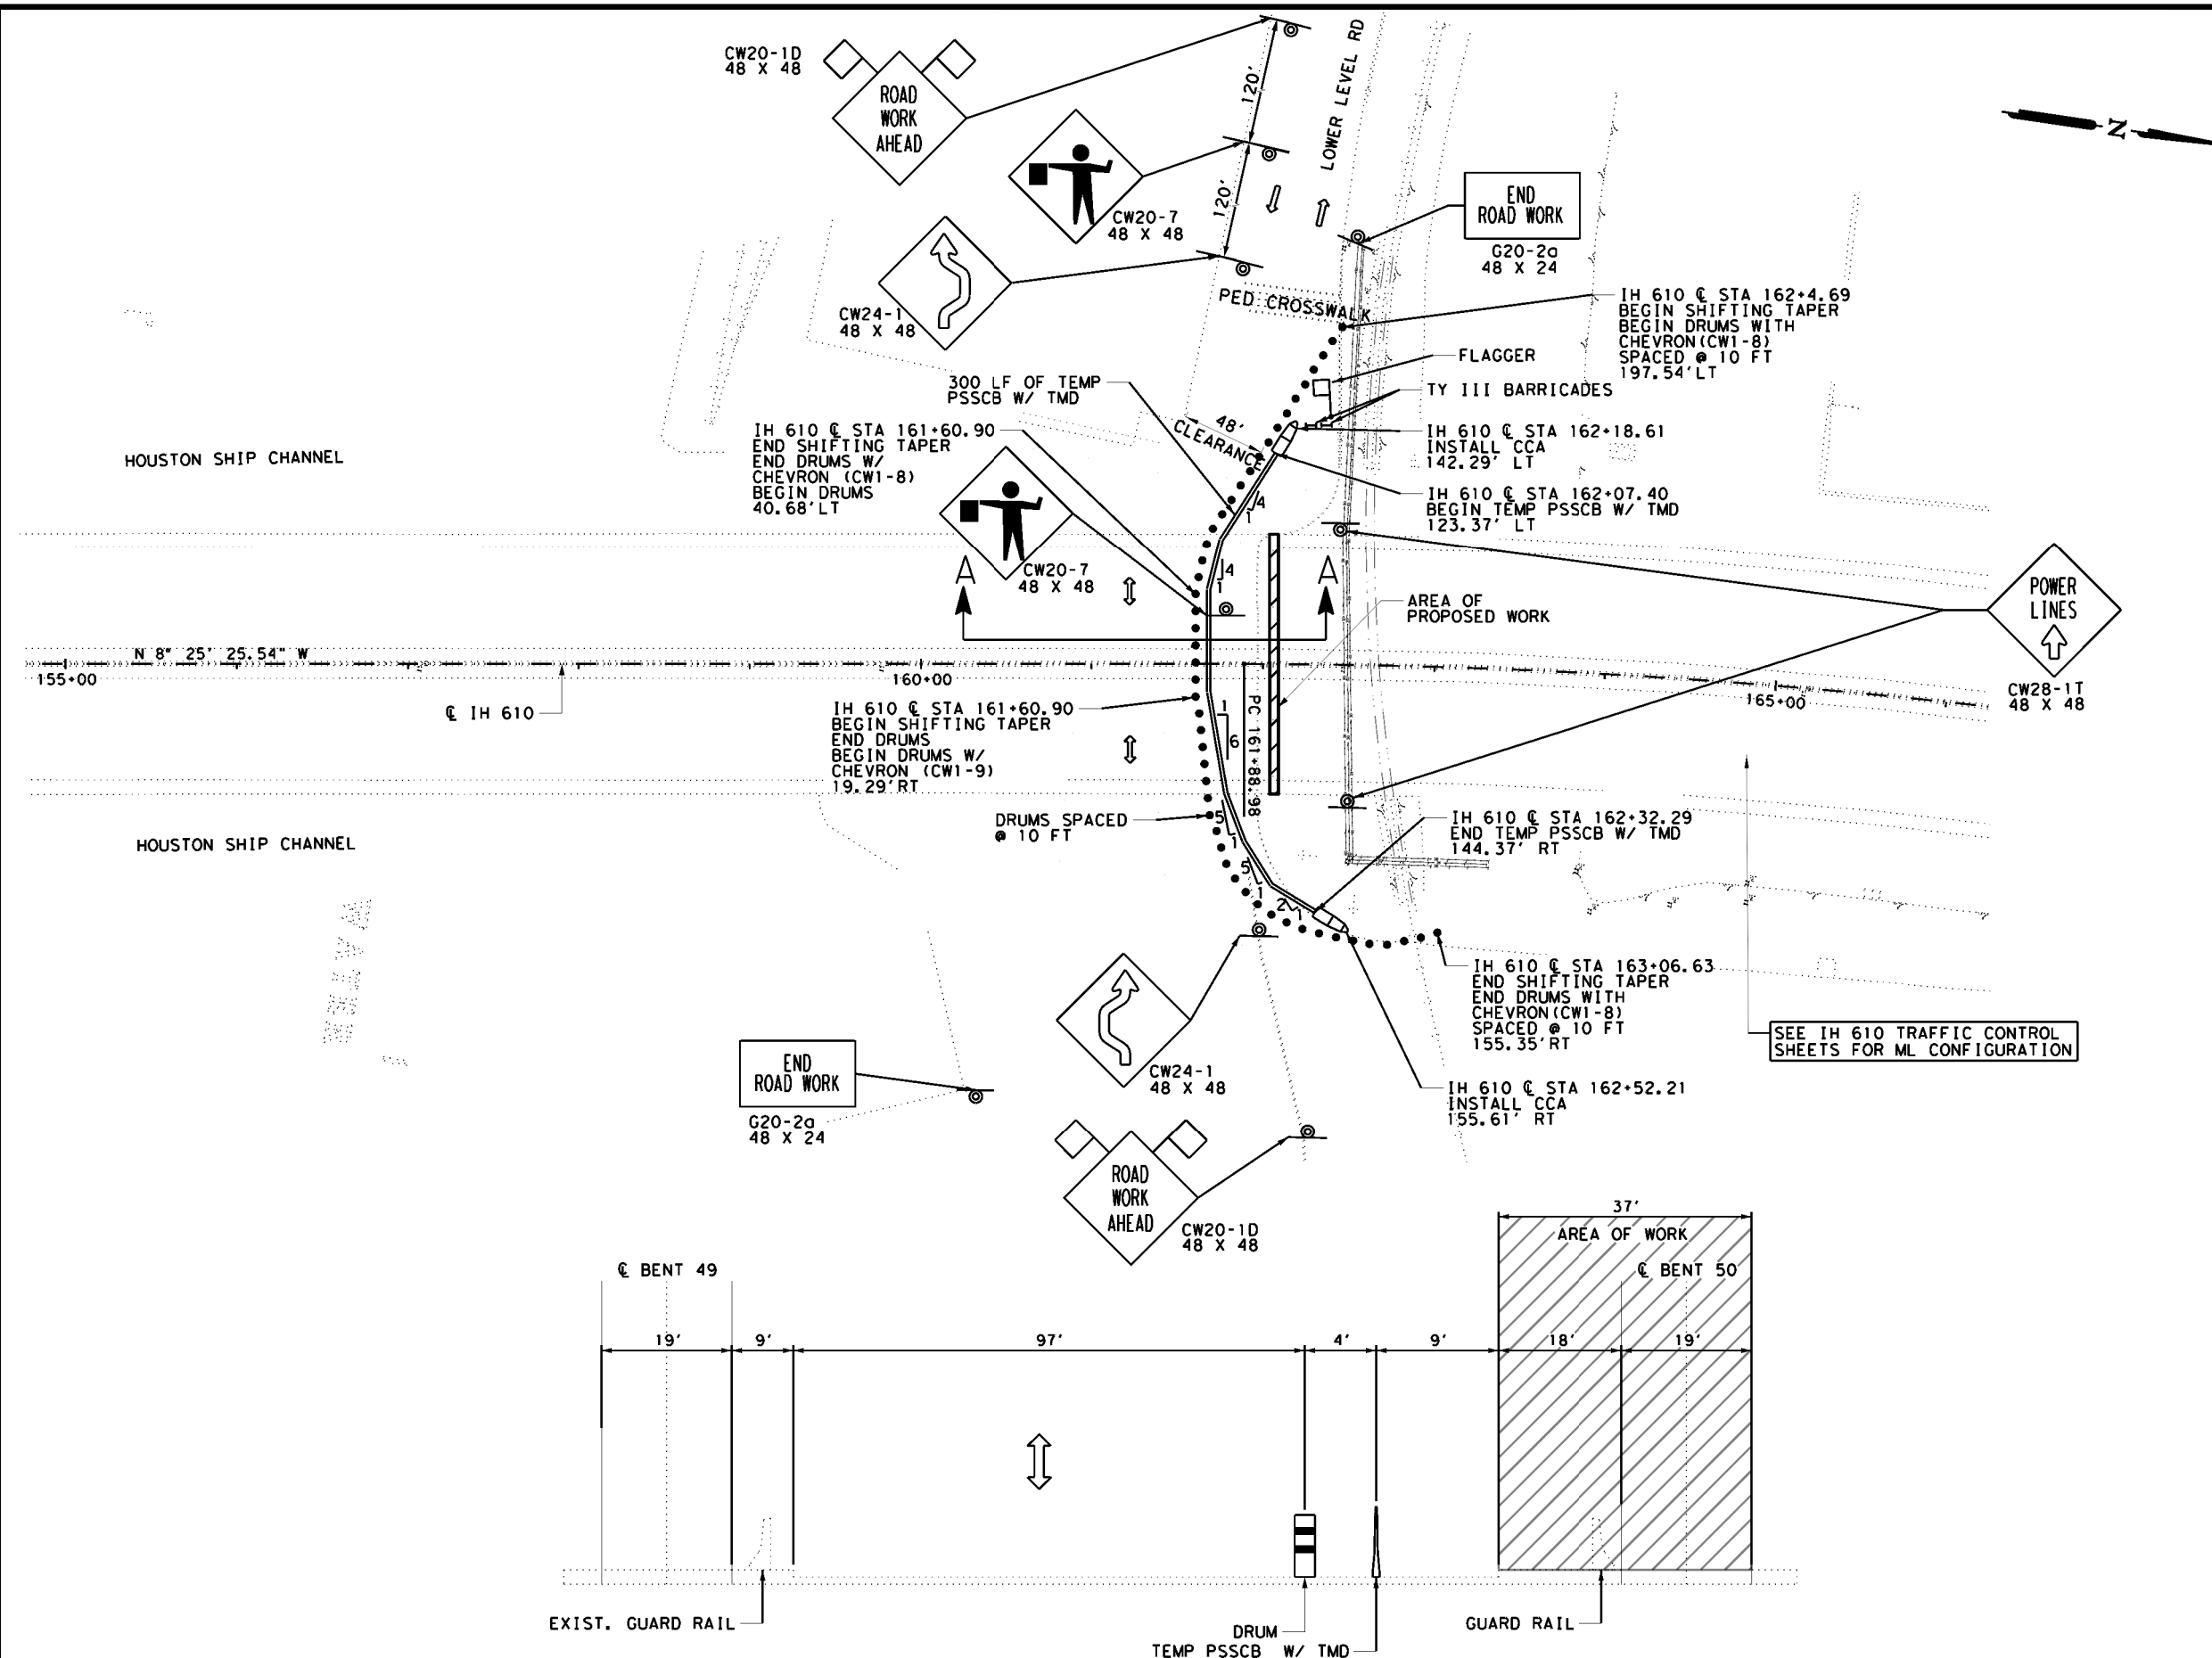 CW20-1D
48 X 48
ROAD
WORK
AHEAD
120'
LOWER LEVEL RD
N
120'
CW20-7
48 X 48
END
ROAD WORK
G20-2a
48 X 24
CW24-1
48 X 48
PED CROSSWALK
IH 610 ℄ STA 162+4.69
BEGIN SHIFTING TAPER
BEGIN DRUMS WITH
CHEVRON(CW1-8)
SPACED @ 10 FT
197.54'LT
FLAGGER
TY III BARRICADES
300 LF OF TEMP
PSSCB W/ TMD
48'
CLEARANCE
IH 610 ℄ STA 161+60.90
END SHIFTING TAPER
END DRUMS W/
CHEVRON (CW1-8)
BEGIN DRUMS
40.68'LT
IH 610 ℄ STA 162+18.61
INSTALL CCA
142.29' LT
HOUSTON SHIP CHANNEL
IH 610 ℄ STA 162+07.40
BEGIN TEMP PSSCB W/ TMD
123.37' LT
4
1
CW20-7
48 X 48
4
1
A
A
AREA OF
PROPOSED WORK
POWER
LINES
CW28-1T
48 X 48
N 8° 25' 25.54" W
155+00
160+00
165+00
℄ IH 610
IH 610 ℄ STA 161+60.90
BEGIN SHIFTING TAPER
END DRUMS
BEGIN DRUMS W/
CHEVRON (CW1-9)
19.29'RT
1
6
PC 161+88.98
HOUSTON SHIP CHANNEL
DRUMS SPACED
@ 10 FT
5
1
5
1
2
1
IH 610 ℄ STA 162+32.29
END TEMP PSSCB W/ TMD
144.37' RT
WATER
IH 610 ℄ STA 163+06.63
END SHIFTING TAPER
END DRUMS WITH
CHEVRON(CW1-8)
SPACED @ 10 FT
155.35'RT
SEE IH 610 TRAFFIC CONTROL
SHEETS FOR ML CONFIGURATION
END
ROAD WORK
G20-2a
48 X 24
CW24-1
48 X 48
IH 610 ℄ STA 162+52.21
INSTALL CCA
155.61' RT
ROAD
WORK
AHEAD
CW20-1D
48 X 48
37'
AREA OF WORK
℄ BENT 49
℄ BENT 50
19'
9'
97'
4'
9'
18'
19'
EXIST. GUARD RAIL
DRUM
TEMP PSSCB W/ TMD
GUARD RAIL